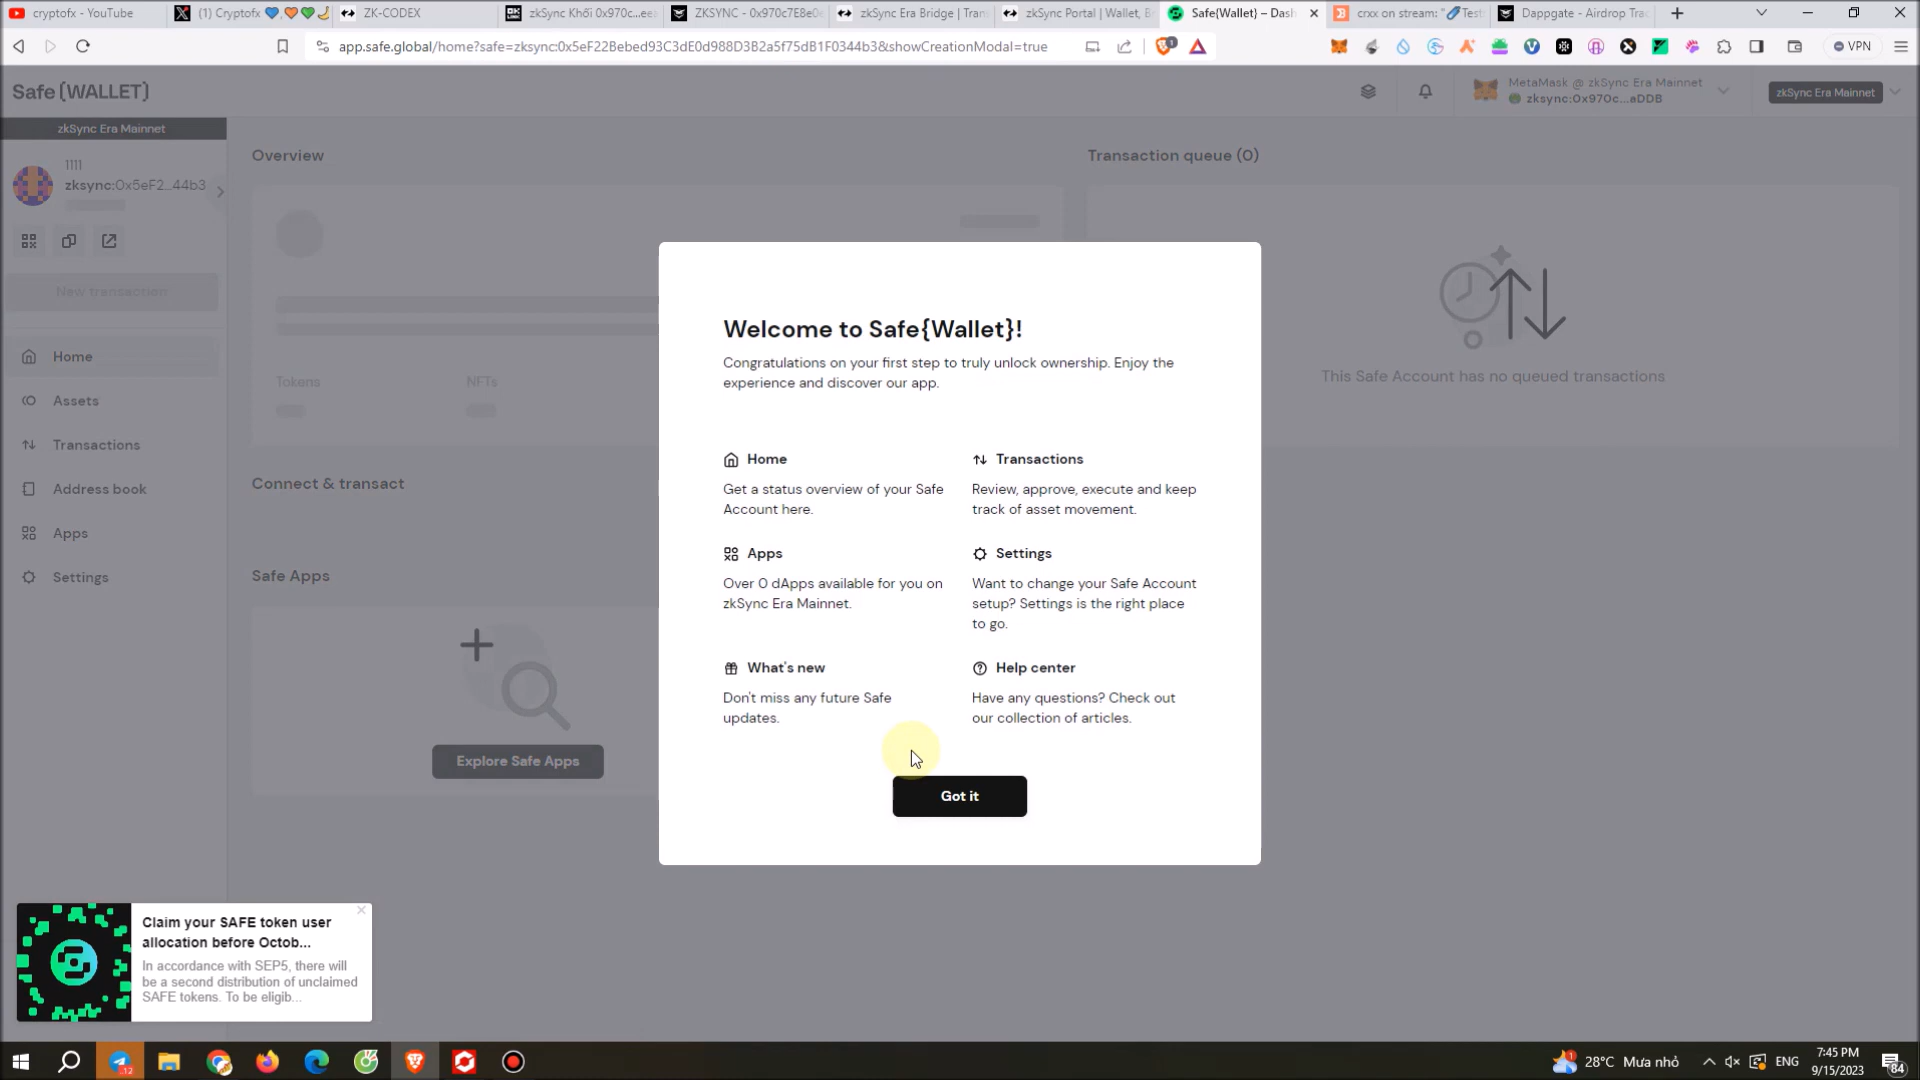 cryptofx - YouTube
(1) Cryptofx 💙,🧡💚🌙
ZK-CODEX
zkSync Khối 0x970c...ee
ZKSYNC - 0x970c7E8e0
zkSync Era Bridge | Tran
zkSync Portal | Wallet, B
Safe{Wallet} – Dash
crxx on stream: "🔗Test
Dappgate - Airdrop Tra
app.safe.global/home?safe=zksync:0x5eF22Bebed93C3dE0d988D3B2a5f75dB1F0344b3&showCreationModal=true
1
VPN
Safe{WALLET}
MetaMask @ zkSync Era Mainnet
zksync:0x970c...aDDB
zkSync Era Mainnet
zkSync Era Mainnet
1111
zksync:0x5eF2...44b3
New transaction
Home
Assets
Transactions
Address book
Apps
Settings
Overview
Tokens
NFTs
Connect & transact
Safe Apps
Explore Safe Apps
Transaction queue (0)
This Safe Account has no queued transactions
Welcome to Safe{Wallet}!
Congratulations on your first step to truly unlock ownership. Enjoy the
experience and discover our app.
Home
Get a status overview of your Safe
Account here.
Transactions
Review, approve, execute and keep
track of asset movement.
Apps
Over 0 dApps available for you on
zkSync Era Mainnet.
Settings
Want to change your Safe Account
setup? Settings is the right place
to go.
What's new
Don't miss any future Safe
updates.
Help center
Have any questions? Check out
our collection of articles.
Got it
Claim your SAFE token user
allocation before Octob...
In accordance with SEP5, there will
be a second distribution of unclaimed
SAFE tokens. To be eligib...
28°C Mưa nhỏ
ENG
7:45 PM
9/15/2023
84